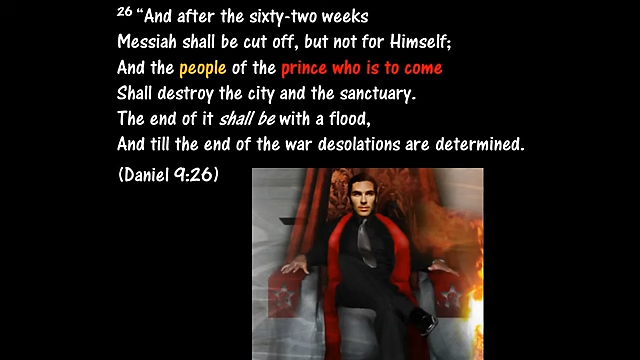 26 “And after the sixty-two weeks
Messiah shall be cut off, but not for Himself;
And the people of the prince who is to come
Shall destroy the city and the sanctuary.
The end of it shall be with a flood,
And till the end of the war desolations are determined.
(Daniel 9:26)